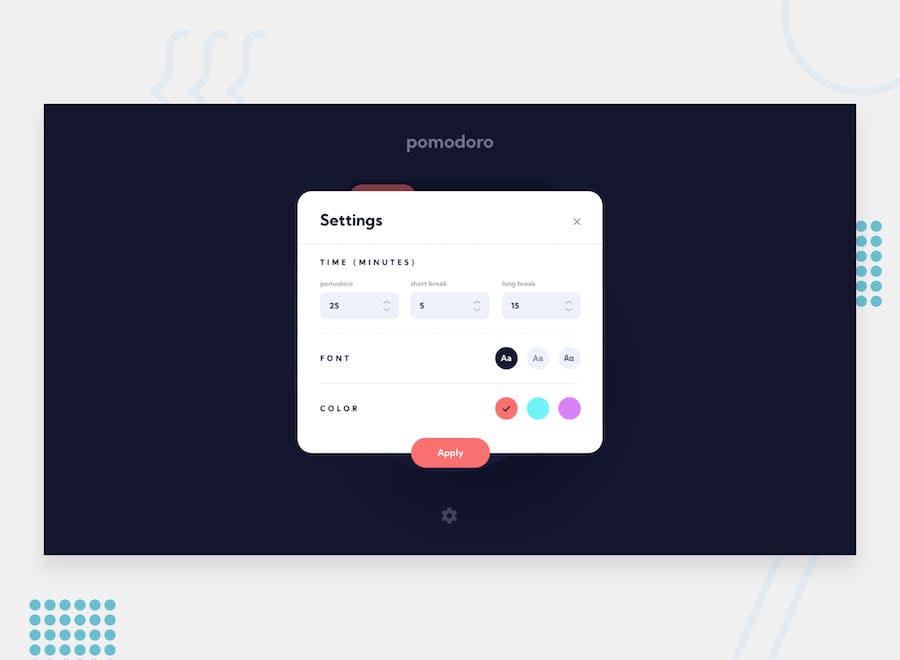 pomodoro
Settings
TIME (MINUTES)
pomodoro short break long break
25 5 15
FONT Aa Aa Aa
COLOR
Apply